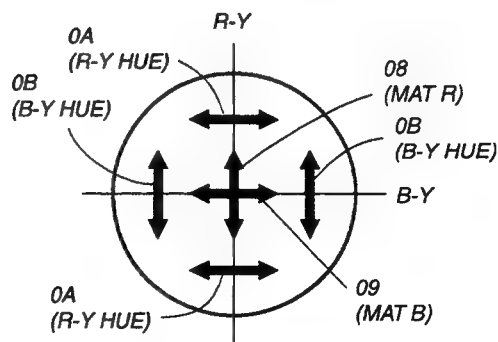 R-Y
0A
(R-Y HUE)
0B
(B-Y HUE)
08
(MAT R)
0B
(B-Y HUE)
B-Y
0A
(R-Y HUE)
09
(MAT B)